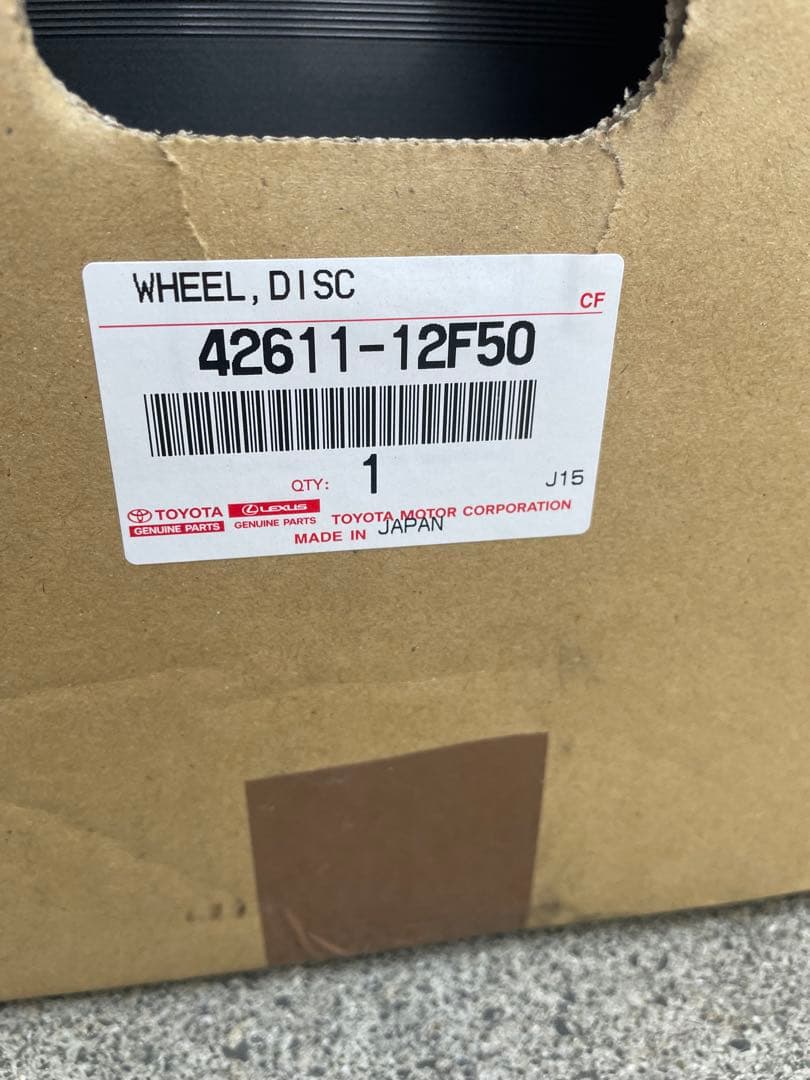 WHEEL,DISC
CF
42611-12F50
QTY: 1
J15
TOYOTA LEXUS
GENUINE PARTS GENUINE PARTS
TOYOTA MOTOR CORPORATION
MADE IN JAPAN